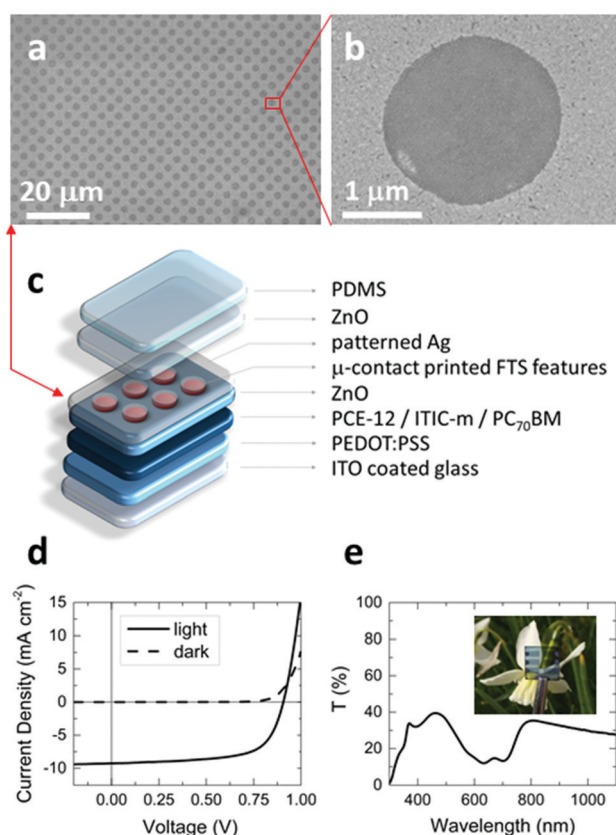 a
b
20 μm
1 μm
c
PDMS
ZnO
patterned Ag
μ-contact printed FTS features
ZnO
PCE-12 / ITIC-m / PC₇₀BM
PEDOT:PSS
ITO coated glass
d
e
15
10
5
0
-5
-10
Current Density (mA cm⁻²)
light
dark
0.00 0.25 0.50 0.75 1.00
Voltage (V)
100
80
60
40
20
0
T (%)
400 600 800 1000
Wavelength (nm)